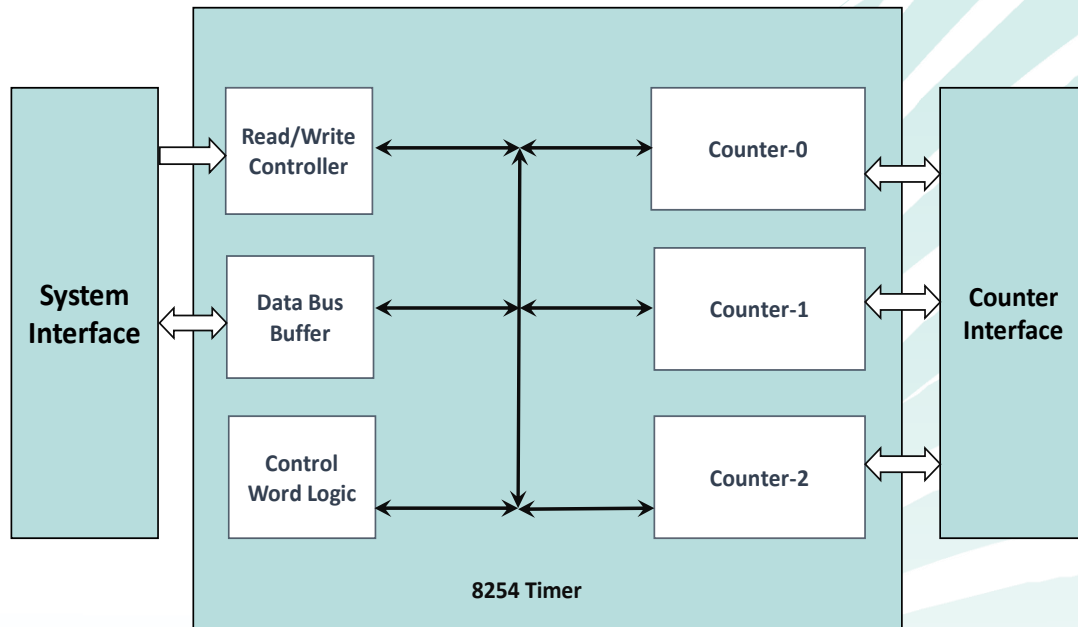 System
Interface
Read/Write
Controller
Data Bus
Buffer
Control
Word Logic
Counter-0
Counter-1
Counter-2
Counter
Interface
8254 Timer